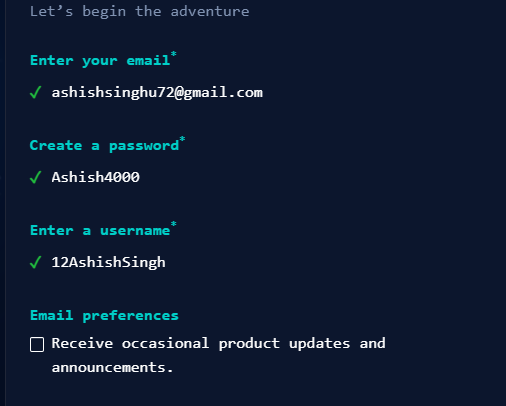 Let’s begin the adventure
Enter your email*
✓ ashishsinghu72@gmail.com
Create a password*
✓ Ashish4000
Enter a username*
✓ 12AshishSingh
Email preferences
Receive occasional product updates and
announcements.